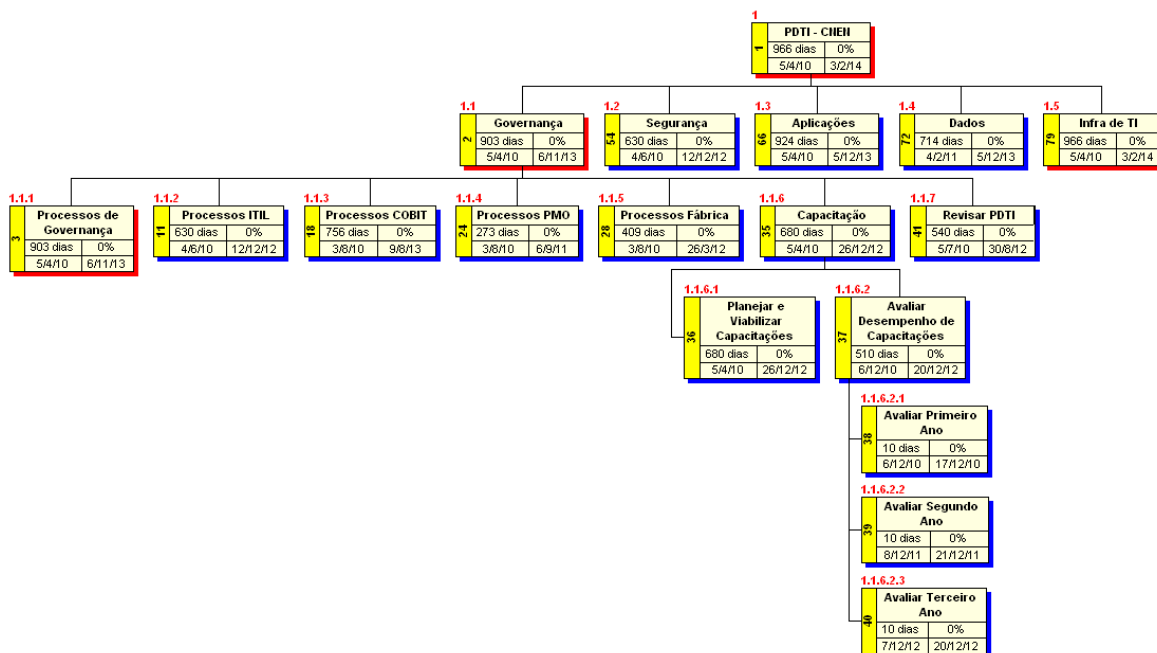 1
PDTI - CNEN
1
966 dias 0%
5/4/10 3/2/14
1.1
Governança
2
903 dias 0%
5/4/10 6/11/13
1.2
Segurança
54
630 dias 0%
4/6/10 12/12/12
1.3
Aplicações
66
924 dias 0%
5/4/10 5/12/13
1.4
Dados
72
714 dias 0%
4/2/11 5/12/13
1.5
Infra de TI
79
966 dias 0%
5/4/10 3/2/14
1.1.1
Processos de
Governança
3
903 dias 0%
5/4/10 6/11/13
1.1.2
Processos ITIL
11
630 dias 0%
4/6/10 12/12/12
1.1.3
Processos COBIT
18
756 dias 0%
3/8/10 9/8/13
1.1.4
Processos PMO
24
273 dias 0%
3/8/10 6/9/11
1.1.5
Processos Fábrica
28
409 dias 0%
3/8/10 26/3/12
1.1.6
Capacitação
35
680 dias 0%
5/4/10 26/12/12
1.1.7
Revisar PDTI
41
540 dias 0%
5/7/10 30/8/12
1.1.6.1
Planejar e
Viabilizar
Capacitações
36
680 dias 0%
5/4/10 26/12/12
1.1.6.2
Avaliar
Desempenho de
Capacitações
37
510 dias 0%
6/12/10 20/12/12
1.1.6.2.1
Avaliar Primeiro
Ano
38
10 dias 0%
6/12/10 17/12/10
1.1.6.2.2
Avaliar Segundo
Ano
39
10 dias 0%
8/12/11 21/12/11
1.1.6.2.3
Avaliar Terceiro
Ano
40
10 dias 0%
7/12/12 20/12/12